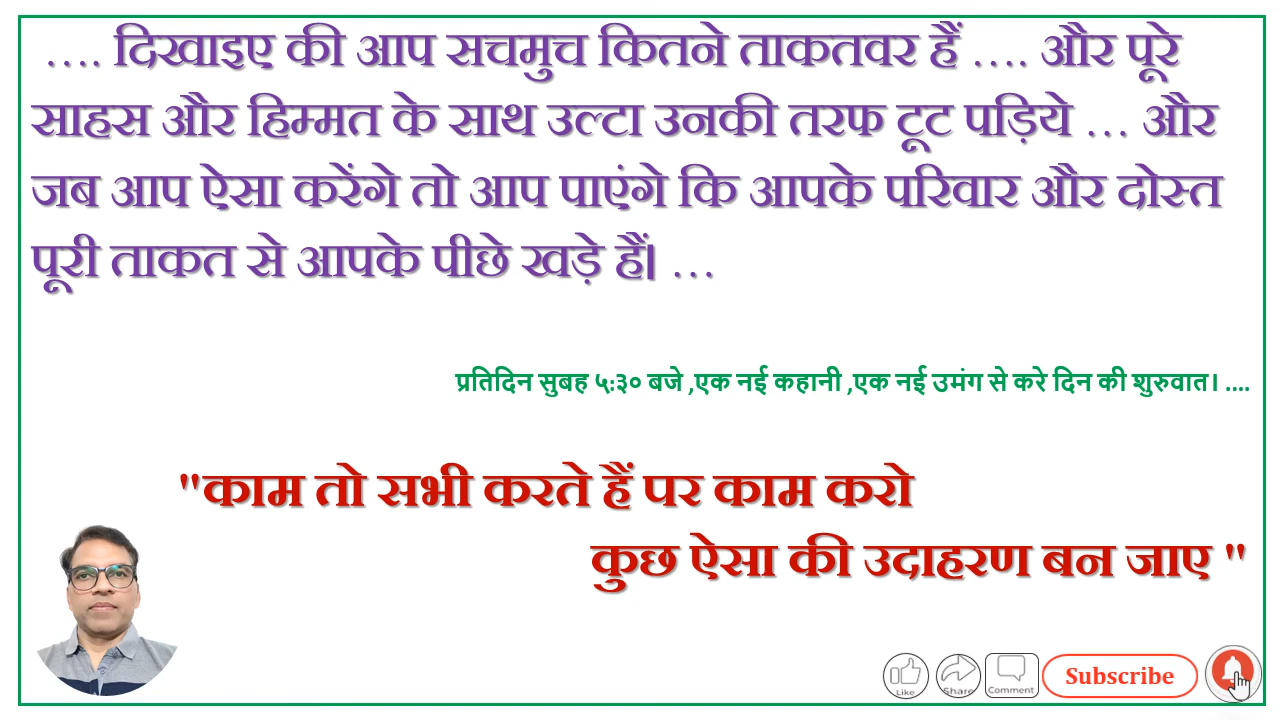 .... दिखाइए की आप सचमुच कितने ताकतवर हैं .... और पूरे
साहस और हिम्मत के साथ उल्टा उनकी तरफ टूट पड़िये ... और
जब आप ऐसा करेंगे तो आप पाएंगे कि आपके परिवार और दोस्त
पूरी ताकत से आपके पीछे खड़े हैं। ...
प्रतिदिन सुबह ५:३० बजे ,एक नई कहानी ,एक नई उमंग से करे दिन की शुरुवात। ....
"काम तो सभी करते हैं पर काम करो
कुछ ऐसा की उदाहरण बन जाए "
Like Share Comment Subscribe